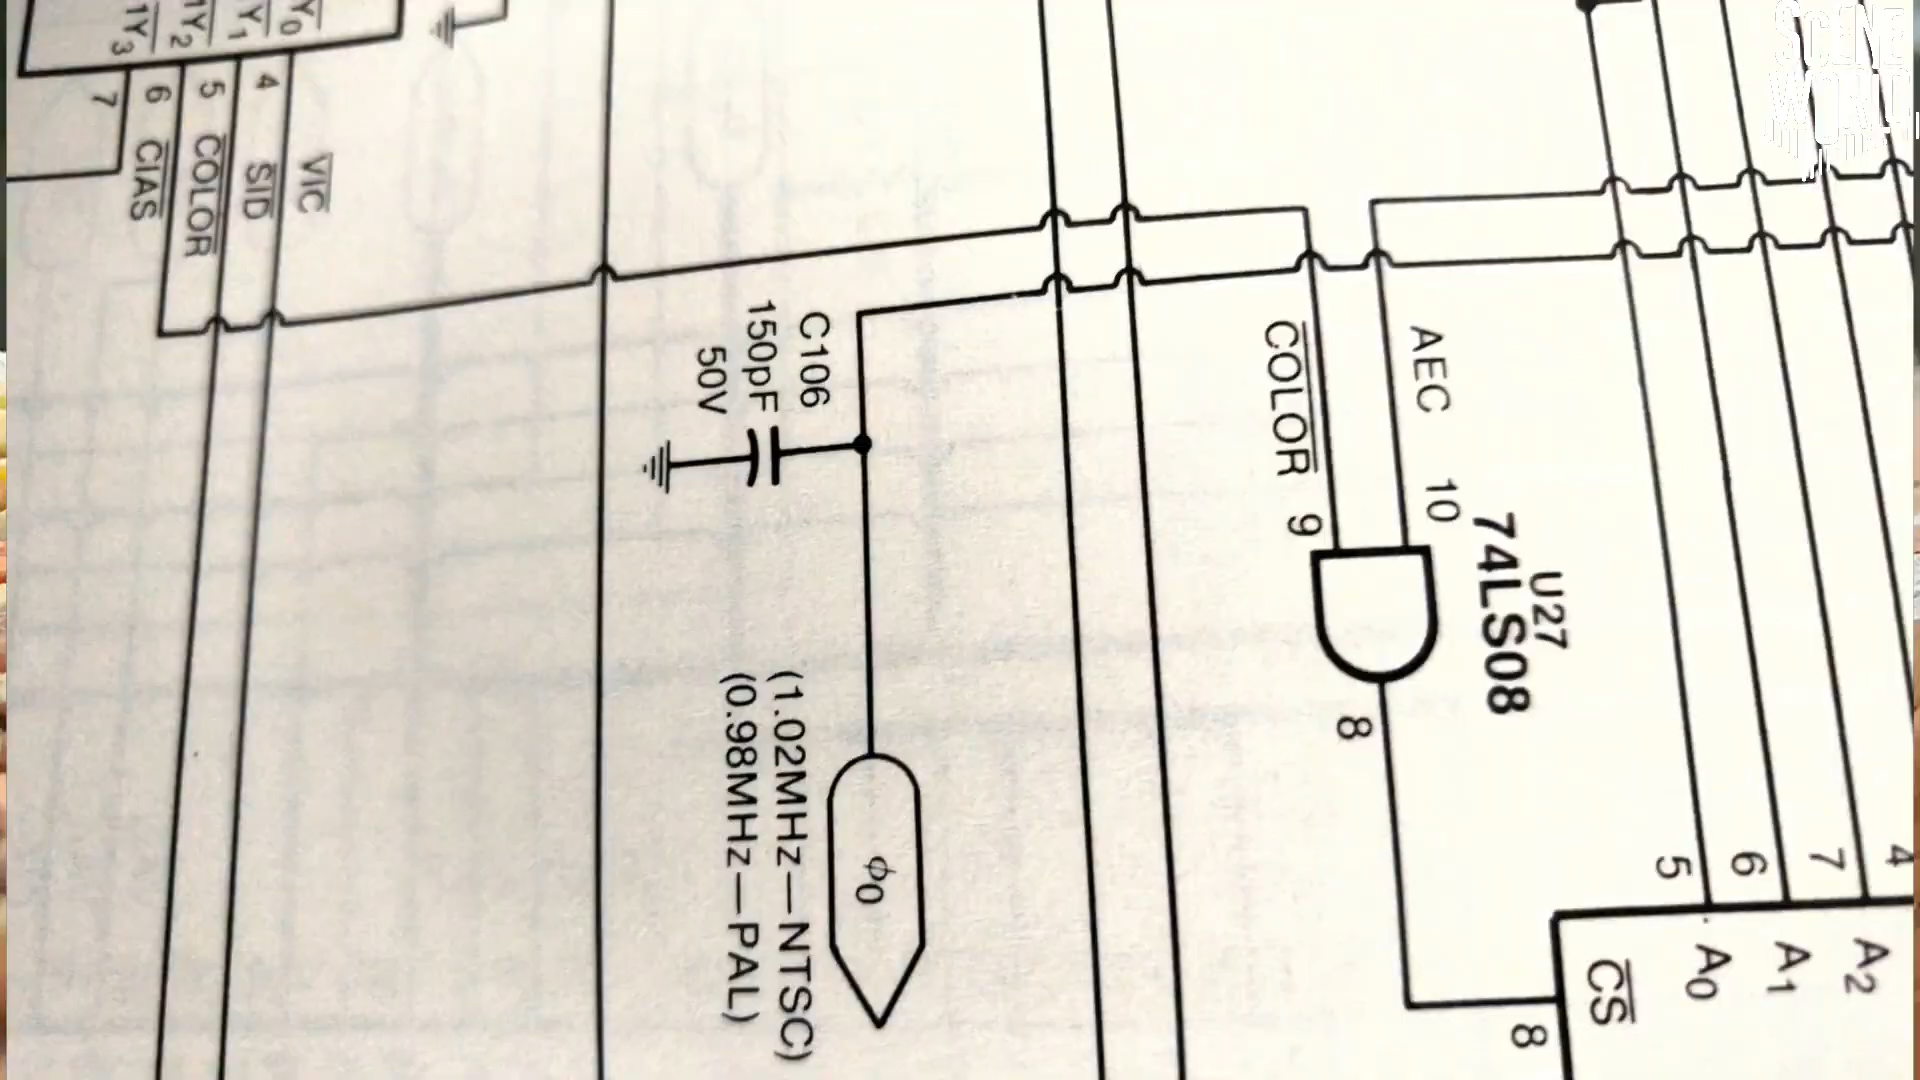 Y0
Y1
1Y2
1Y3
4
5
6
7
VIC
SID
COLOR
CIAS
C106
150pF
50V
(1.02MHz—NTSC)
(0.98MHz—PAL)
ϕ0
AEC
COLOR
10
9
U27
74LS08
8
5
6
7
4
A0
A1
A2
CS
8
SCENE
WORLD